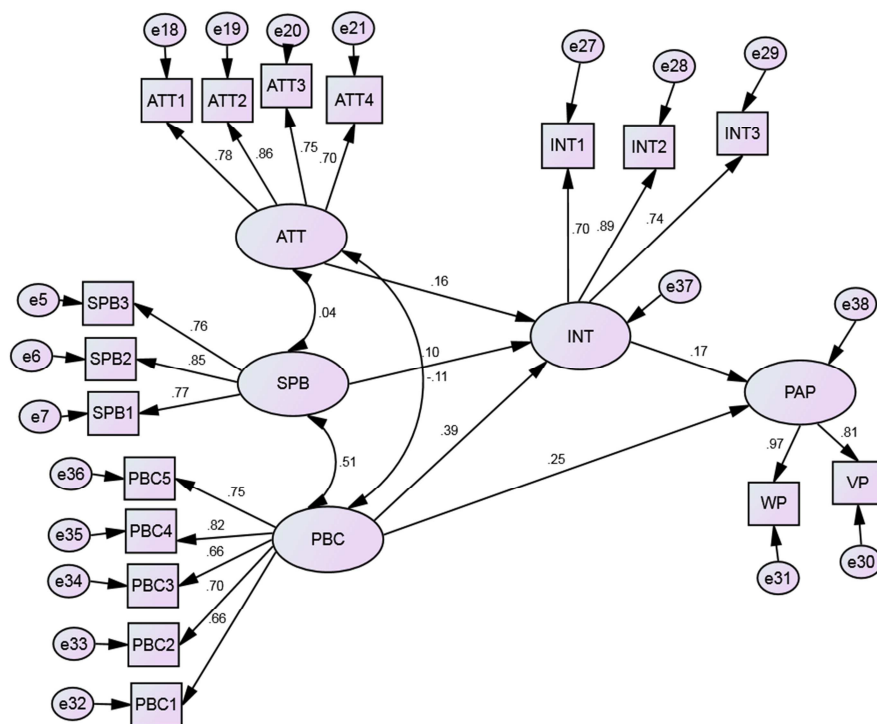 e18
e19
e20
e21
ATT1
ATT2
ATT3
ATT4
.78
.86
.75
.70
ATT
e27
e28
e29
INT1
INT2
INT3
.70
.89
.74
.16
e37
INT
e38
.17
PAP
.97
.81
WP
VP
e31
e30
e5
SPB3
.76
e6
SPB2
.85
e7
SPB1
.77
SPB
.04
.10
-.11
.51
.39
.25
e36
PBC5
.75
e35
PBC4
.82
e34
PBC3
.66
e33
PBC2
.70
e32
PBC1
.66
PBC